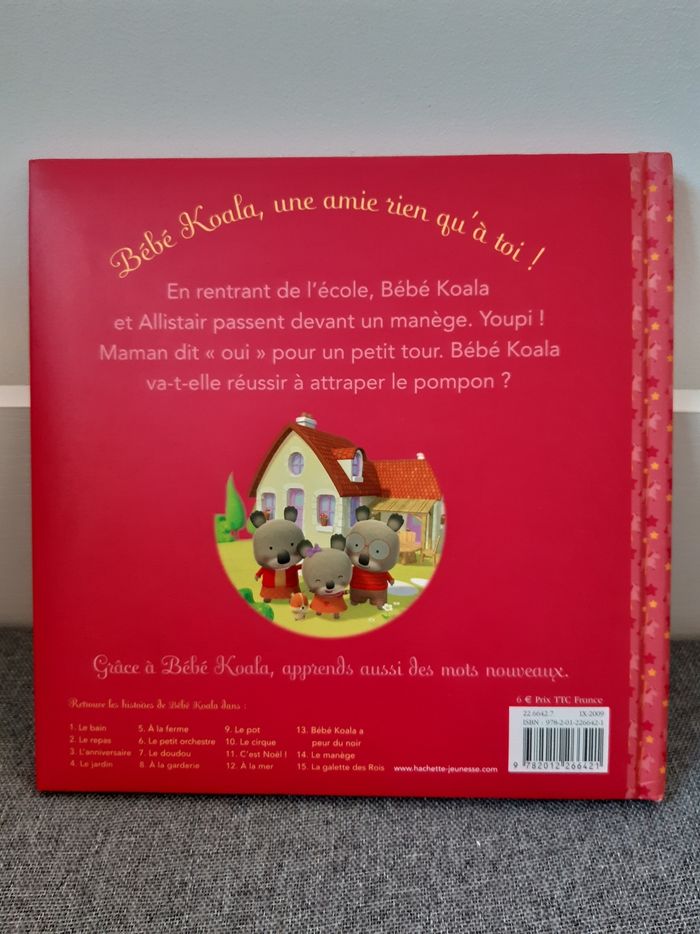 Bébé Koala, une amie rien qu'à toi !
En rentrant de l'école, Bébé Koala
et Allistair passent devant un manège. Youpi !
Maman dit « oui » pour un petit tour. Bébé Koala
va-t-elle réussir à attraper le pompon ?
Grâce à Bébé Koala, apprends aussi des mots nouveaux.
Retrouve les histoires de Bébé Koala dans :
1. Le bain
2. Le repas
3. L'anniversaire
4. Le jardin
5. À la ferme
6. Le petit orchestre
7. Le doudou
8. À la garderie
9. Le pot
10. Le cirque
11. C'est Noël !
12. À la mer
13. Bébé Koala a
peur du noir
14. Le manège
15. La galette des Rois
www.hachette-jeunesse.com
6 € Prix TTC France
22.6642.7 IX-2009
ISBN : 978-2-01-226642-1
9 782012 266421